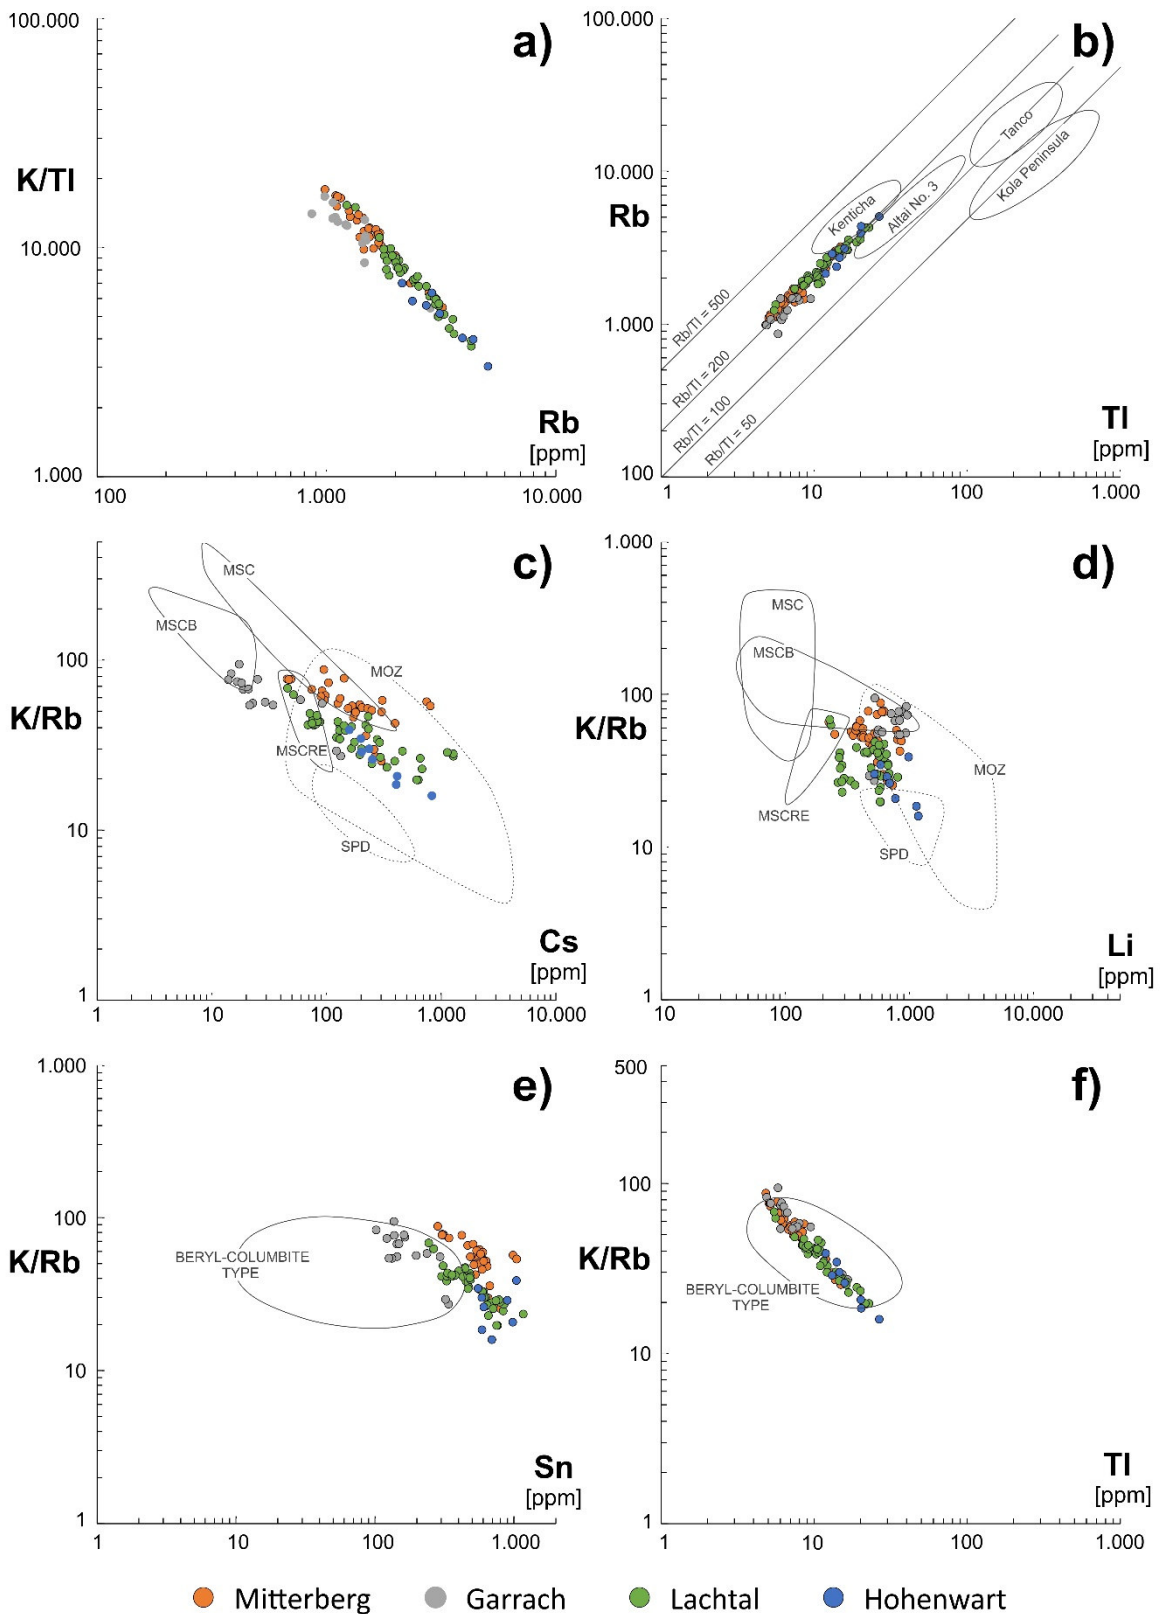 a)
100.000
K/Tl
10.000
1.000
100
1.000
10.000
Rb
[ppm]
b)
100.000
10.000
Rb
1.000
100
1
10
100
1.000
Tl
[ppm]
Tanco
Kola Peninsula
Kenticha
Altai No. 3
Rb/Tl = 500
Rb/Tl = 200
Rb/Tl = 100
Rb/Tl = 50
c)
100
K/Rb
10
1
1
10
100
1.000
10.000
Cs
[ppm]
MSC
MSCB
MOZ
MSCRE
SPD
d)
1.000
100
K/Rb
10
1
10
100
1.000
10.000
Li
[ppm]
MSC
MSCB
MOZ
MSCRE
SPD
e)
1.000
100
K/Rb
10
1
1
10
100
1.000
Sn
[ppm]
BERYL-COLUMBITE
TYPE
f)
500
100
K/Rb
10
1
1
10
100
1.000
Tl
[ppm]
BERYL-COLUMBITE
TYPE
Mitterberg
Garrach
Lachtal
Hohenwart